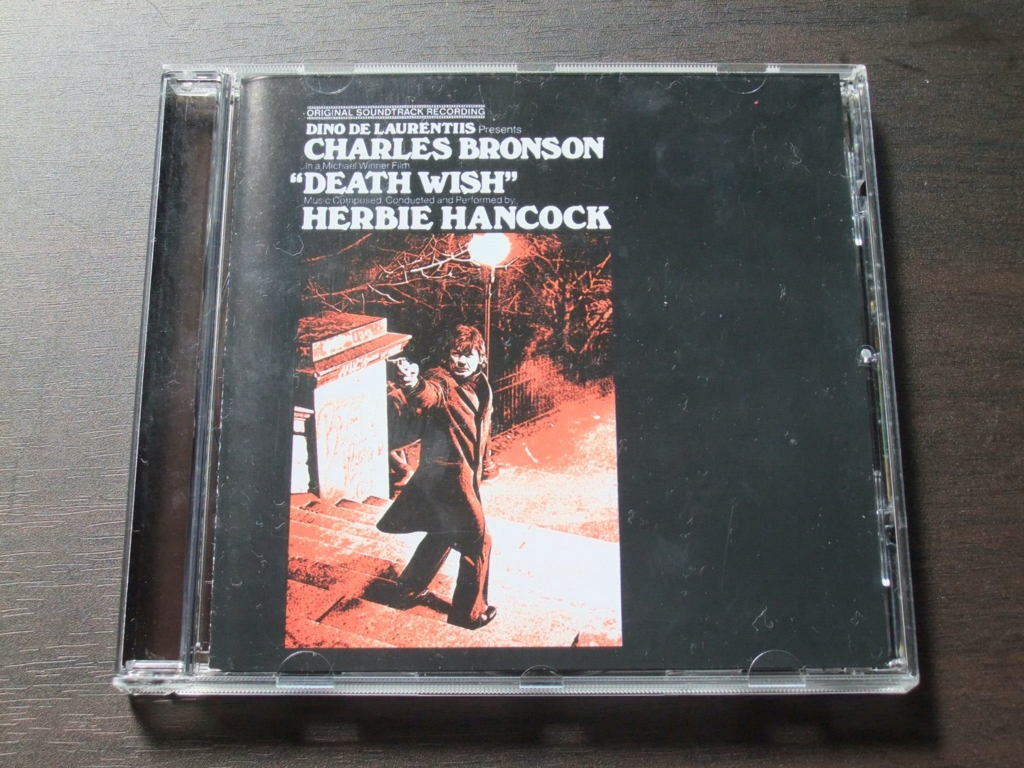 ORIGINAL SOUNDTRACK RECORDING
DINO DE LAURENTIIS Presents
CHARLES BRONSON
In a Michael Winner Film
“DEATH WISH”
Music Composed, Conducted and Performed by
HERBIE HANCOCK